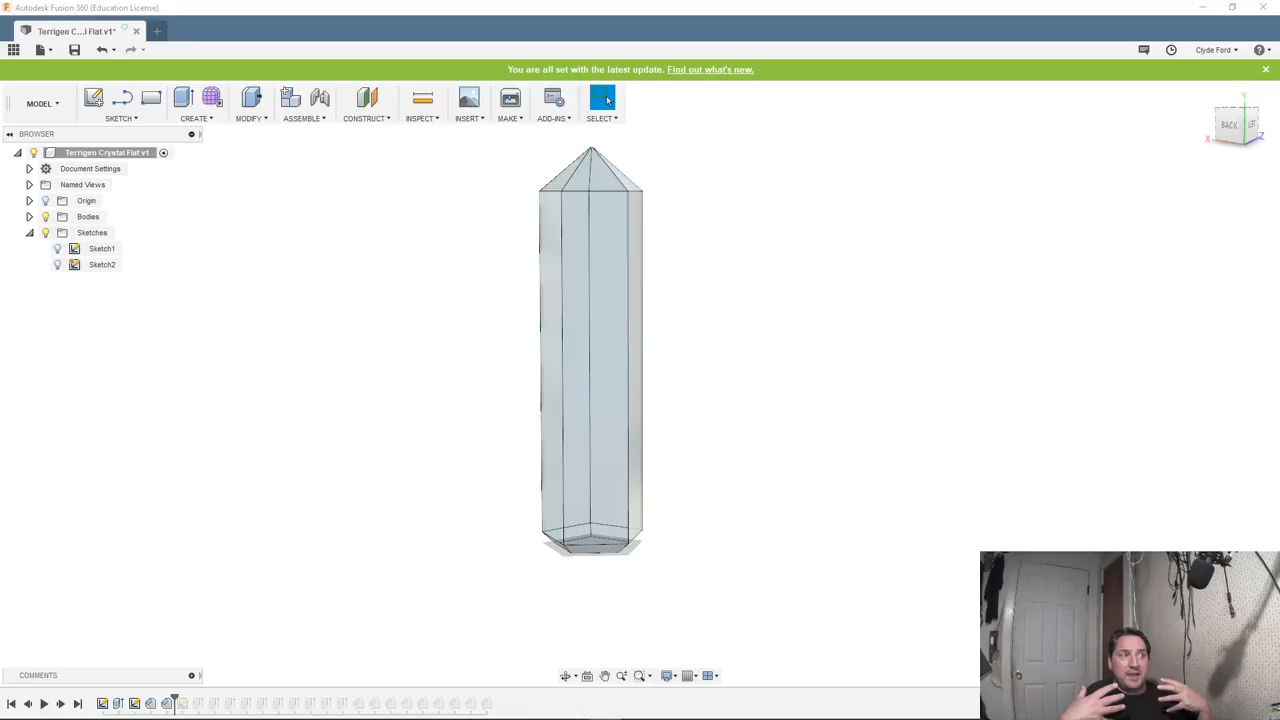 Autodesk Fusion 360 (Education License)
Terrigen C...l Flat v1*
Clyde Ford
You are all set with the latest update. Find out what's new.
MODEL
SKETCH
CREATE
MODIFY
ASSEMBLE
CONSTRUCT
INSPECT
INSERT
MAKE
ADD-INS
SELECT
Y
BACK
X
Z
BROWSER
Terrigen Crystal Flat v1
Document Settings
Named Views
Origin
Bodies
Sketches
Sketch1
Sketch2
COMMENTS